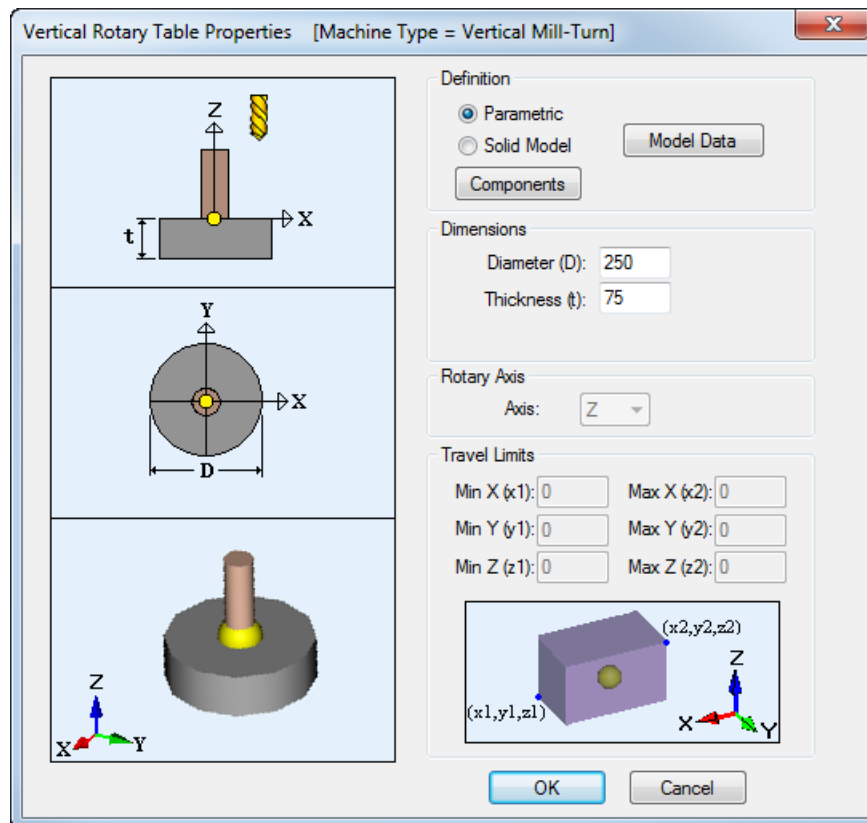 Vertical Rotary Table Properties [Machine Type = Vertical Mill-Turn]
Z
X
t
Y
X
D
Z
X
Y
Definition
Parametric
Solid Model
Model Data
Components
Dimensions
Diameter (D): 250
Thickness (t): 75
Rotary Axis
Axis: Z
Travel Limits
Min X (x1): 0 Max X (x2): 0
Min Y (y1): 0 Max Y (y2): 0
Min Z (z1): 0 Max Z (z2): 0
(x2,y2,z2)
(x1,y1,z1)
Z
X
Y
OK Cancel